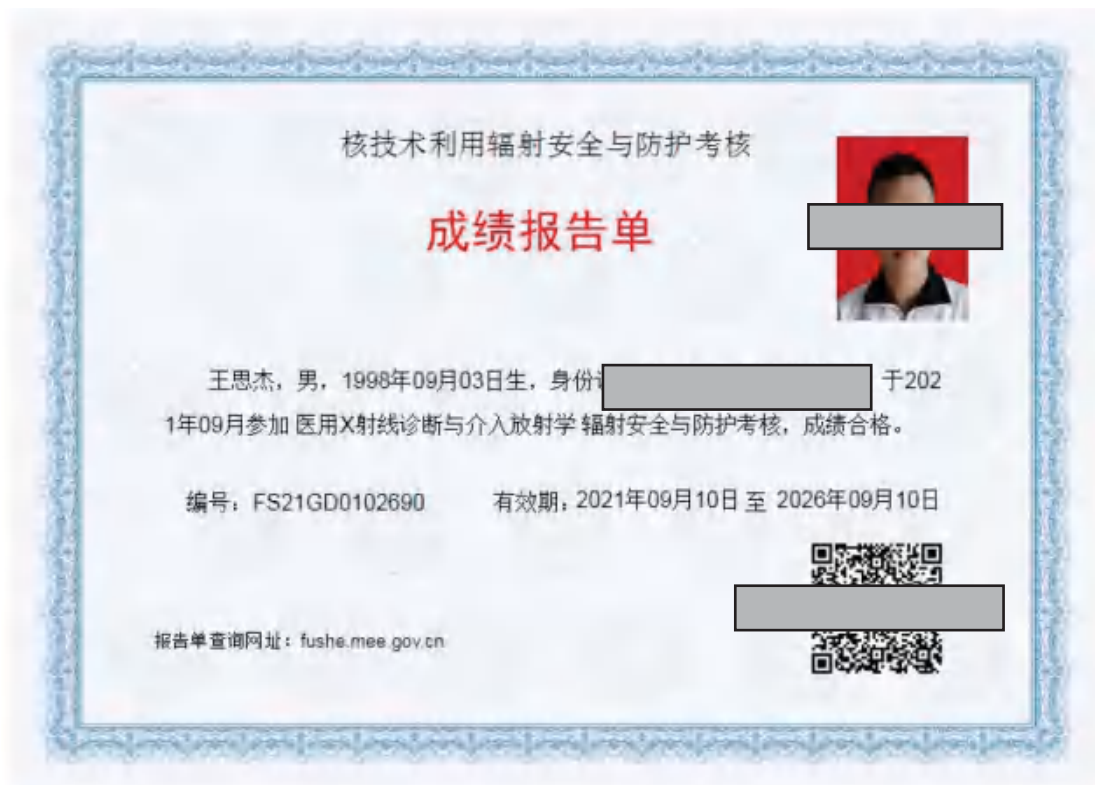 核技术利用辐射安全与防护考核
成绩报告单
王思杰，男，1998年09月03日生，身份 于202
1年09月参加 医用X射线诊断与介入放射学 辐射安全与防护考核，成绩合格。
编号：FS21GD0102690 有效期：2021年09月10日 至 2026年09月10日
报告单查询网址：fushe.mee.gov.cn